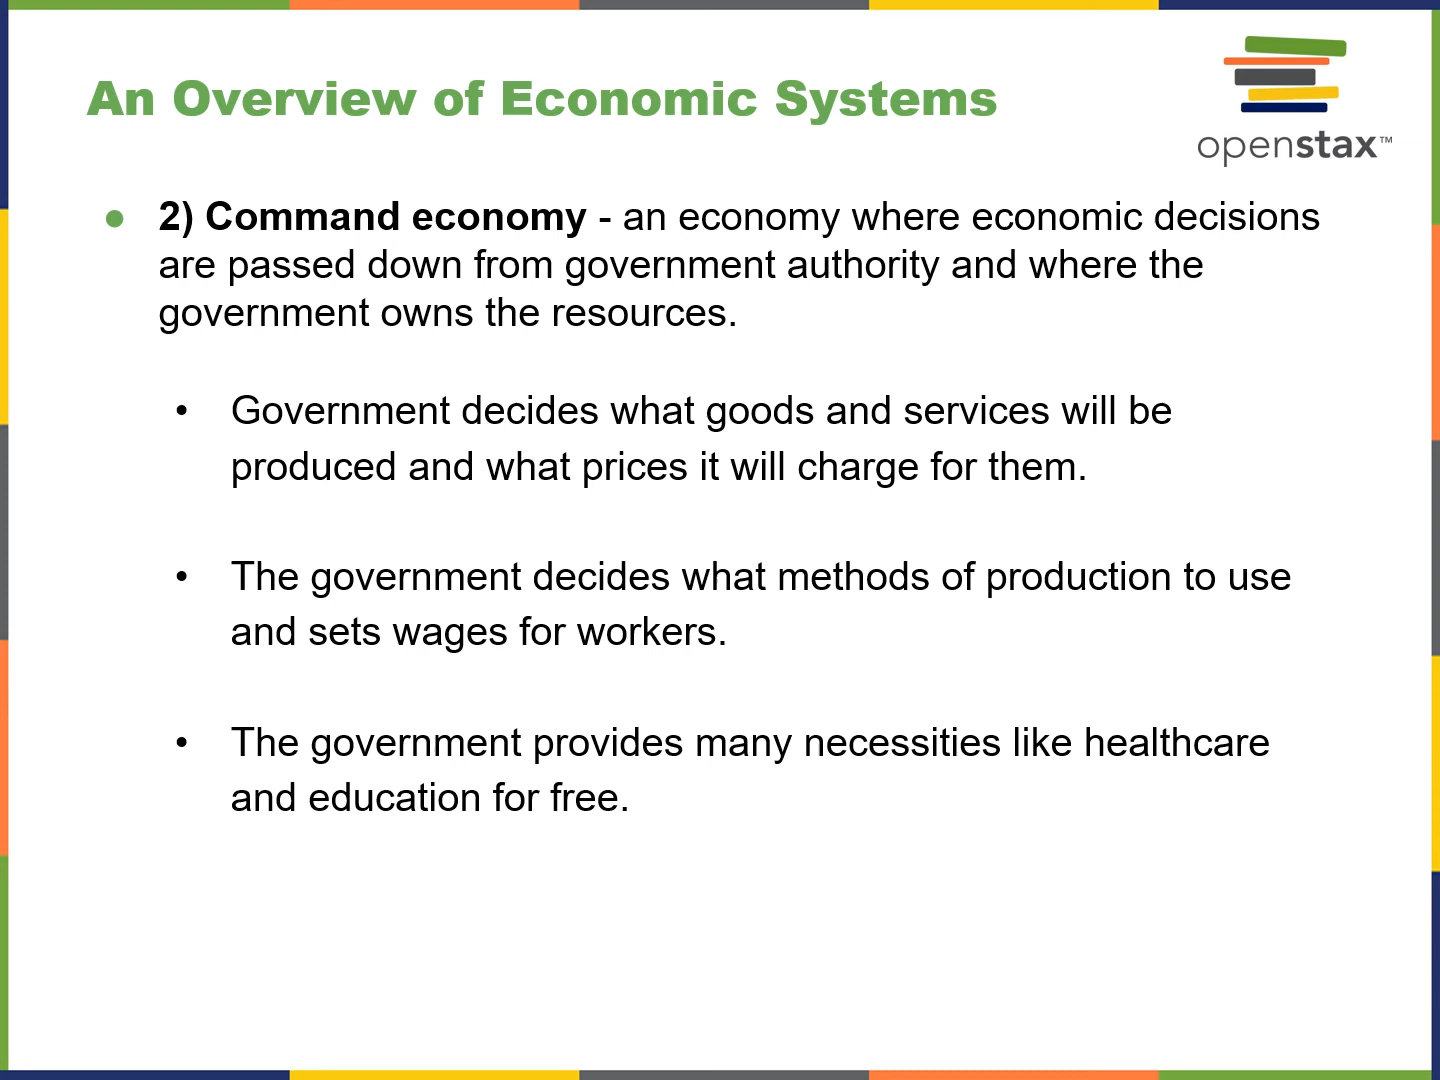 An Overview of Economic Systems
openstax™
● 2) Command economy - an economy where economic decisions
are passed down from government authority and where the
government owns the resources.
• Government decides what goods and services will be
produced and what prices it will charge for them.
• The government decides what methods of production to use
and sets wages for workers.
• The government provides many necessities like healthcare
and education for free.